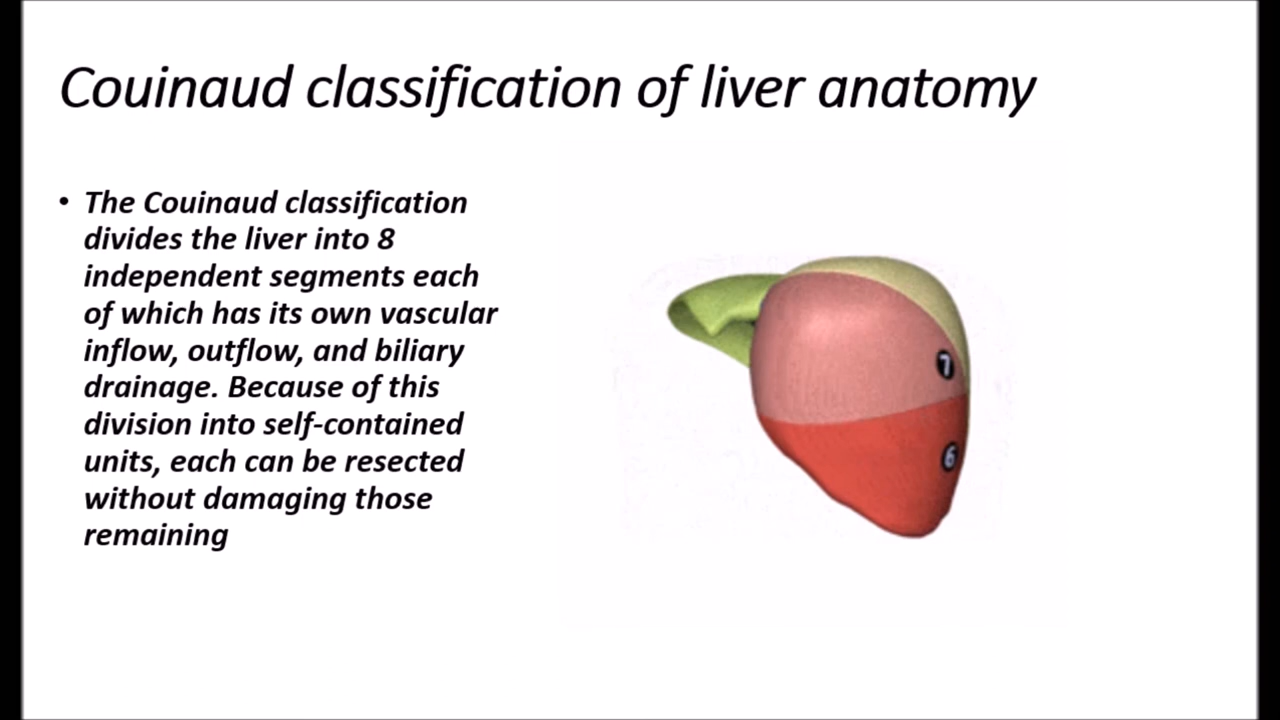 Couinaud classification of liver anatomy
• The Couinaud classification
divides the liver into 8
independent segments each
of which has its own vascular
inflow, outflow, and biliary
drainage. Because of this
division into self-contained
units, each can be resected
without damaging those
remaining
7
6